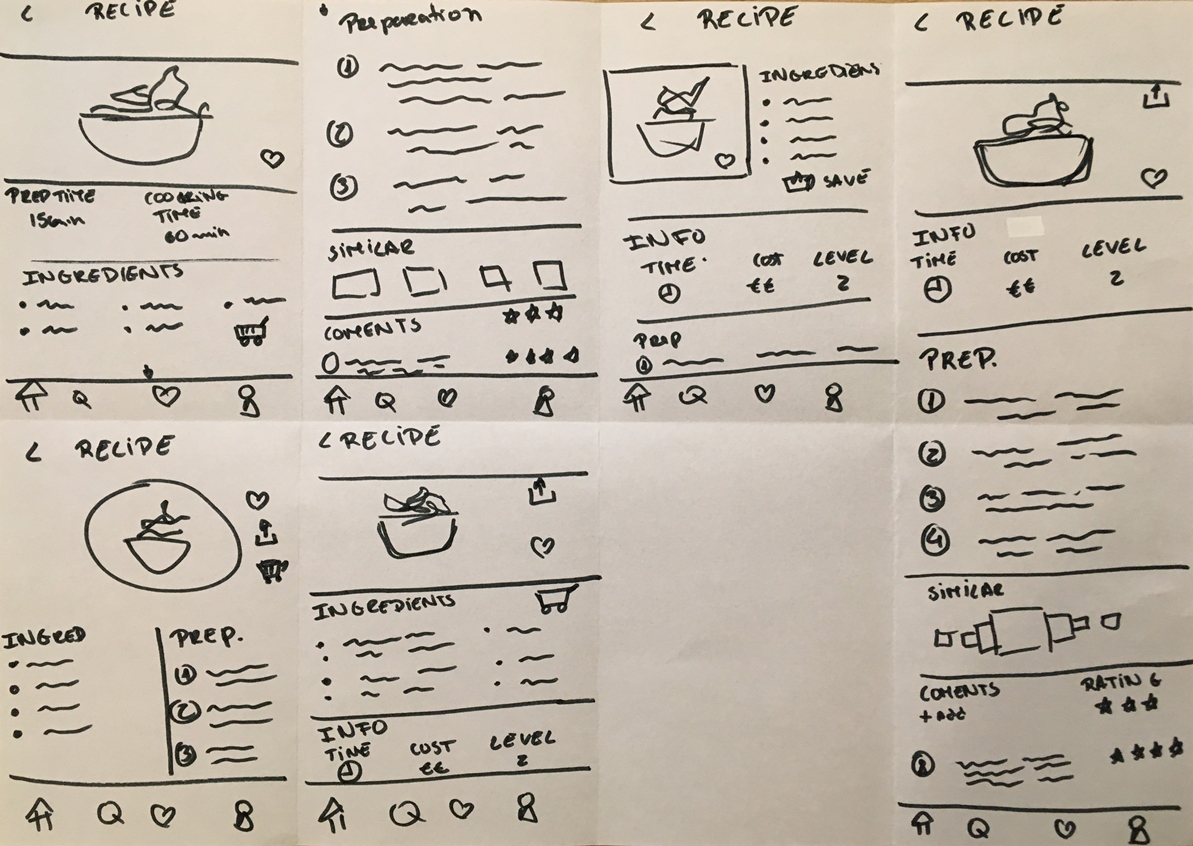 < RECIPE
PREP TIME
15min
COOKING
TIME
60 min
INGREDIENTS
Preparation
1
2
3
SIMILAR
COMENTS
< RECIPE
INGREDIENS
SAVE
INFO
TIME
COST
LEVEL
€€
2
PREP
1
< RECIPE
INFO
TIME
COST
LEVEL
€€
2
PREP.
1
2
3
4
SIMILAR
COMENTS
RATING
+ add
< RECIPE
INGRED
PREP.
1
2
3
< RECIPE
INGREDIENTS
INFO
TIME
COST
LEVEL
€€
2